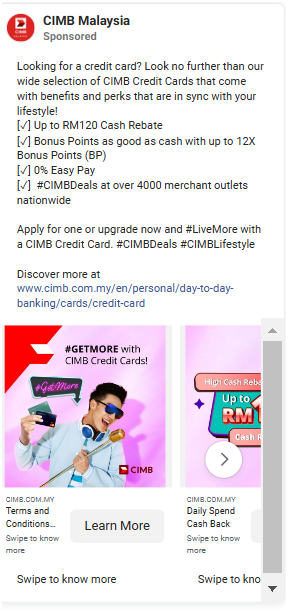 CIMB Malaysia
Sponsored
Looking for a credit card? Look no further than our
wide selection of CIMB Credit Cards that come
with benefits and perks that are in sync with your
lifestyle!
[✓] Up to RM120 Cash Rebate
[✓] Bonus Points as good as cash with up to 12X
Bonus Points (BP)
[✓] 0% Easy Pay
[✓]  #CIMBDeals at over 4000 merchant outlets
nationwide
Apply for one or upgrade now and #LiveMore with
a CIMB Credit Card. #CIMBDeals #CIMBLifestyle
Discover more at
www.cimb.com.my/en/personal/day-to-day-
banking/cards/credit-card
#GETMORE with
CIMB Credit Cards!
#GetMore
CIMB
High Cash Reba
Up to
RM1
Cash R
CIMB.COM.MY
Terms and
Conditions...
Swipe to know
more
Learn More
CIMB.COM.MY
Daily Spend
Cash Back
Swipe to know
more
Swipe to know more
Swipe to kno